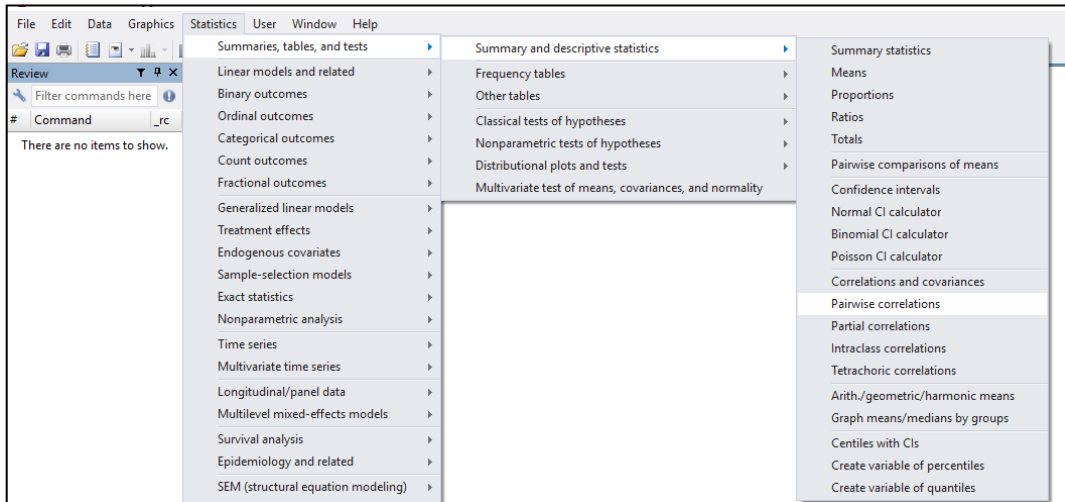 File Edit Data Graphics Statistics User Window Help
Review
Filter commands here
# Command _rc
There are no items to show.
Summaries, tables, and tests
Linear models and related
Binary outcomes
Ordinal outcomes
Categorical outcomes
Count outcomes
Fractional outcomes
Generalized linear models
Treatment effects
Endogenous covariates
Sample-selection models
Exact statistics
Nonparametric analysis
Time series
Multivariate time series
Longitudinal/panel data
Multilevel mixed-effects models
Survival analysis
Epidemiology and related
SEM (structural equation modeling)
Summary and descriptive statistics
Frequency tables
Other tables
Classical tests of hypotheses
Nonparametric tests of hypotheses
Distributional plots and tests
Multivariate test of means, covariances, and normality
Summary statistics
Means
Proportions
Ratios
Totals
Pairwise comparisons of means
Confidence intervals
Normal CI calculator
Binomial CI calculator
Poisson CI calculator
Correlations and covariances
Pairwise correlations
Partial correlations
Intraclass correlations
Tetrachoric correlations
Arith./geometric/harmonic means
Graph means/medians by groups
Centiles with CIs
Create variable of percentiles
Create variable of quantiles